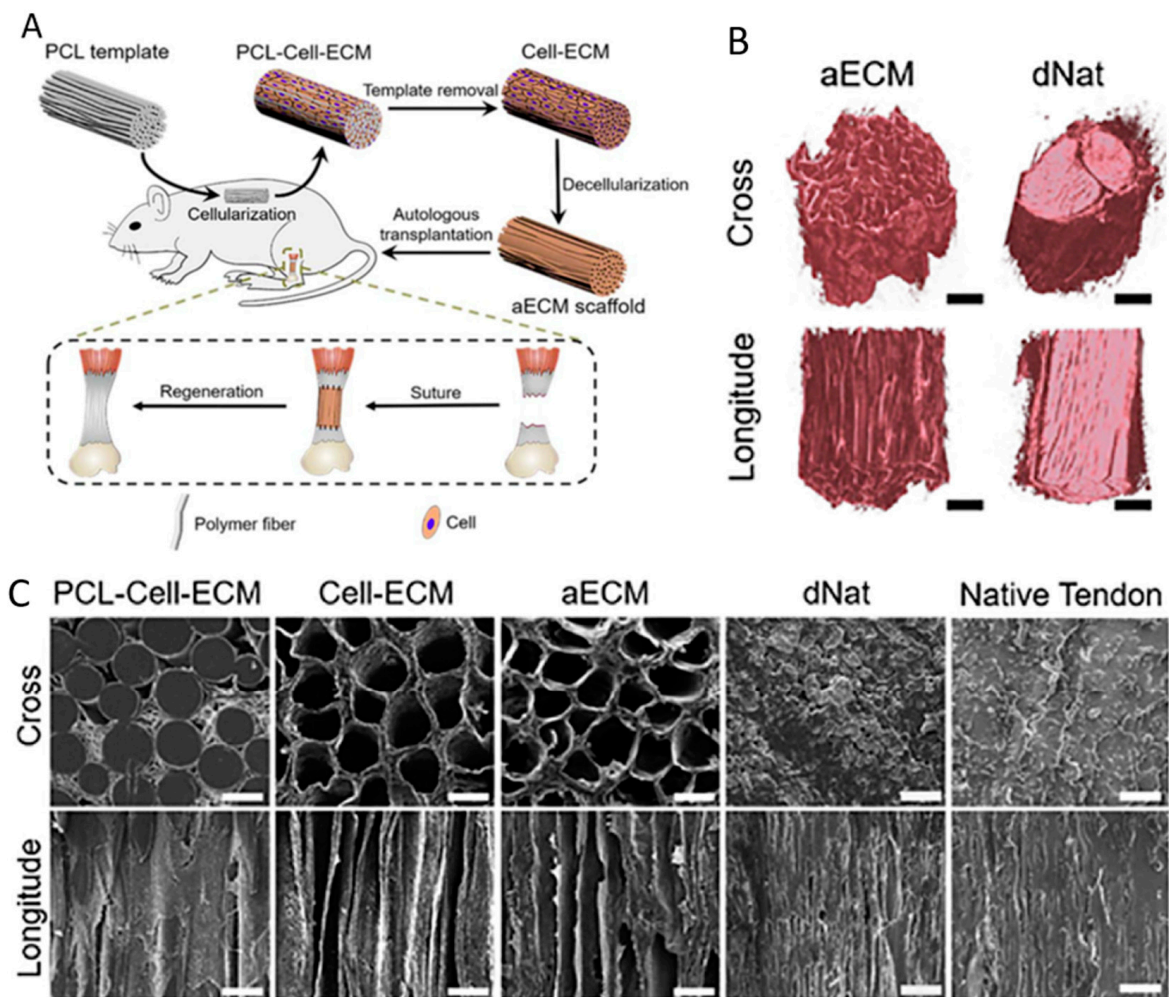 A
PCL template
PCL-Cell-ECM
Cell-ECM
Template removal
Cellularization
Decellularization
Autologous
transplantation
aECM scaffold
Regeneration
Suture
Polymer fiber
Cell
B
aECM
dNat
Cross
Longitude
C
PCL-Cell-ECM
Cell-ECM
aECM
dNat
Native Tendon
Cross
Longitude